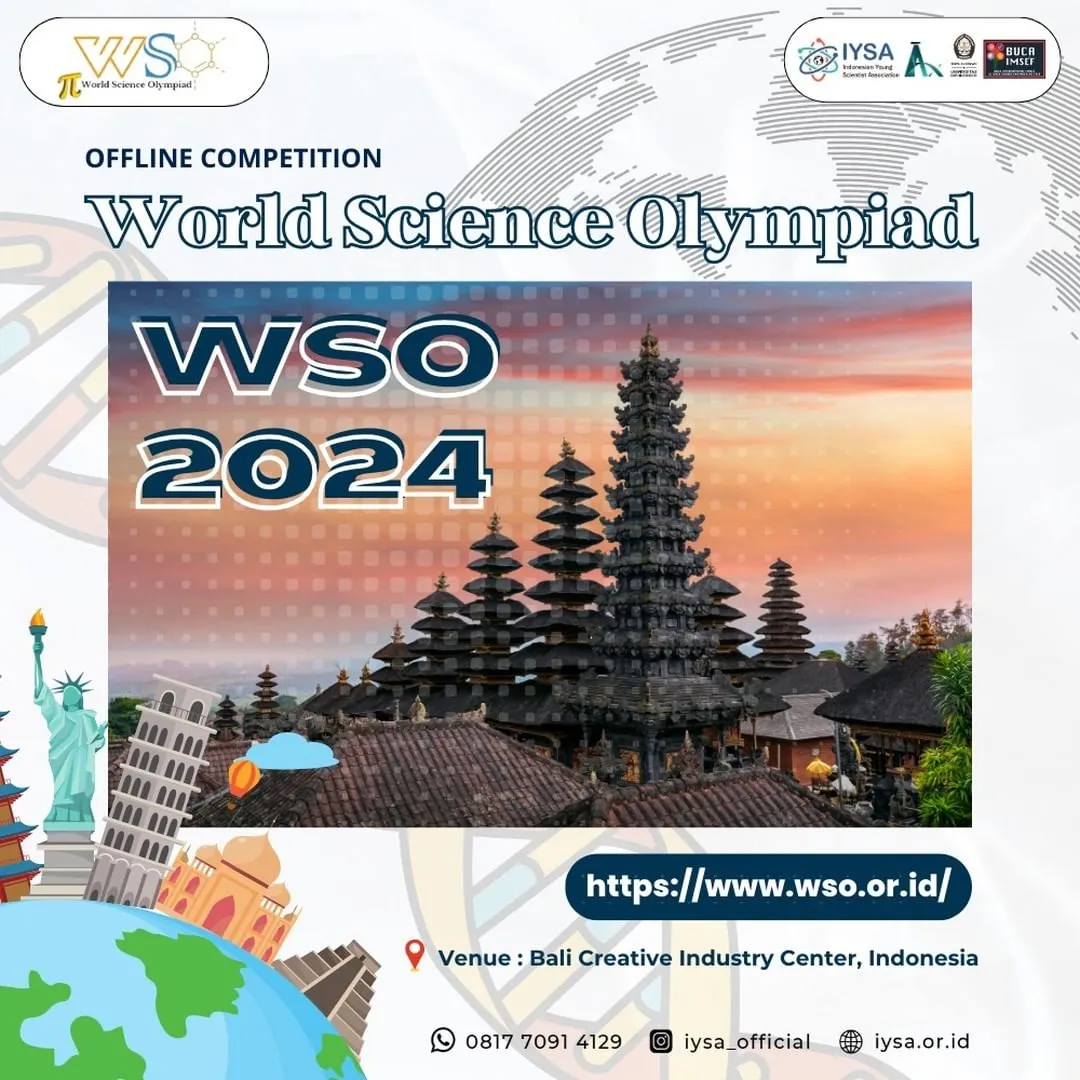 WSO
π World Science Olympiad
IYSA
Indonesian Young
Scientist Association
BUCA
IMSEF
OFFLINE COMPETITION
World Science Olympiad
WSO
2024
https://www.wso.or.id/
Venue : Bali Creative Industry Center, Indonesia
0817 7091 4129 iysa_official iysa.or.id